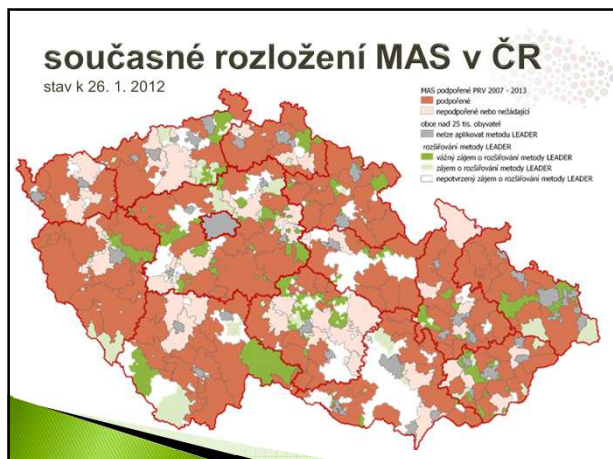 současné rozložení MAS v ČR
stav k 26. 1. 2012
MAS podpořené PRV 2007 - 2013
podpořené
nepodpořené nebo nežádající
obce nad 25 tis. obyvatel
nelze aplikovat metodu LEADER
rozšiřování metody LEADER
vážný zájem o rozšiřování metody LEADER
zájem o rozšiřování metody LEADER
nepotvrzený zájem o rozšiřování metody LEADER